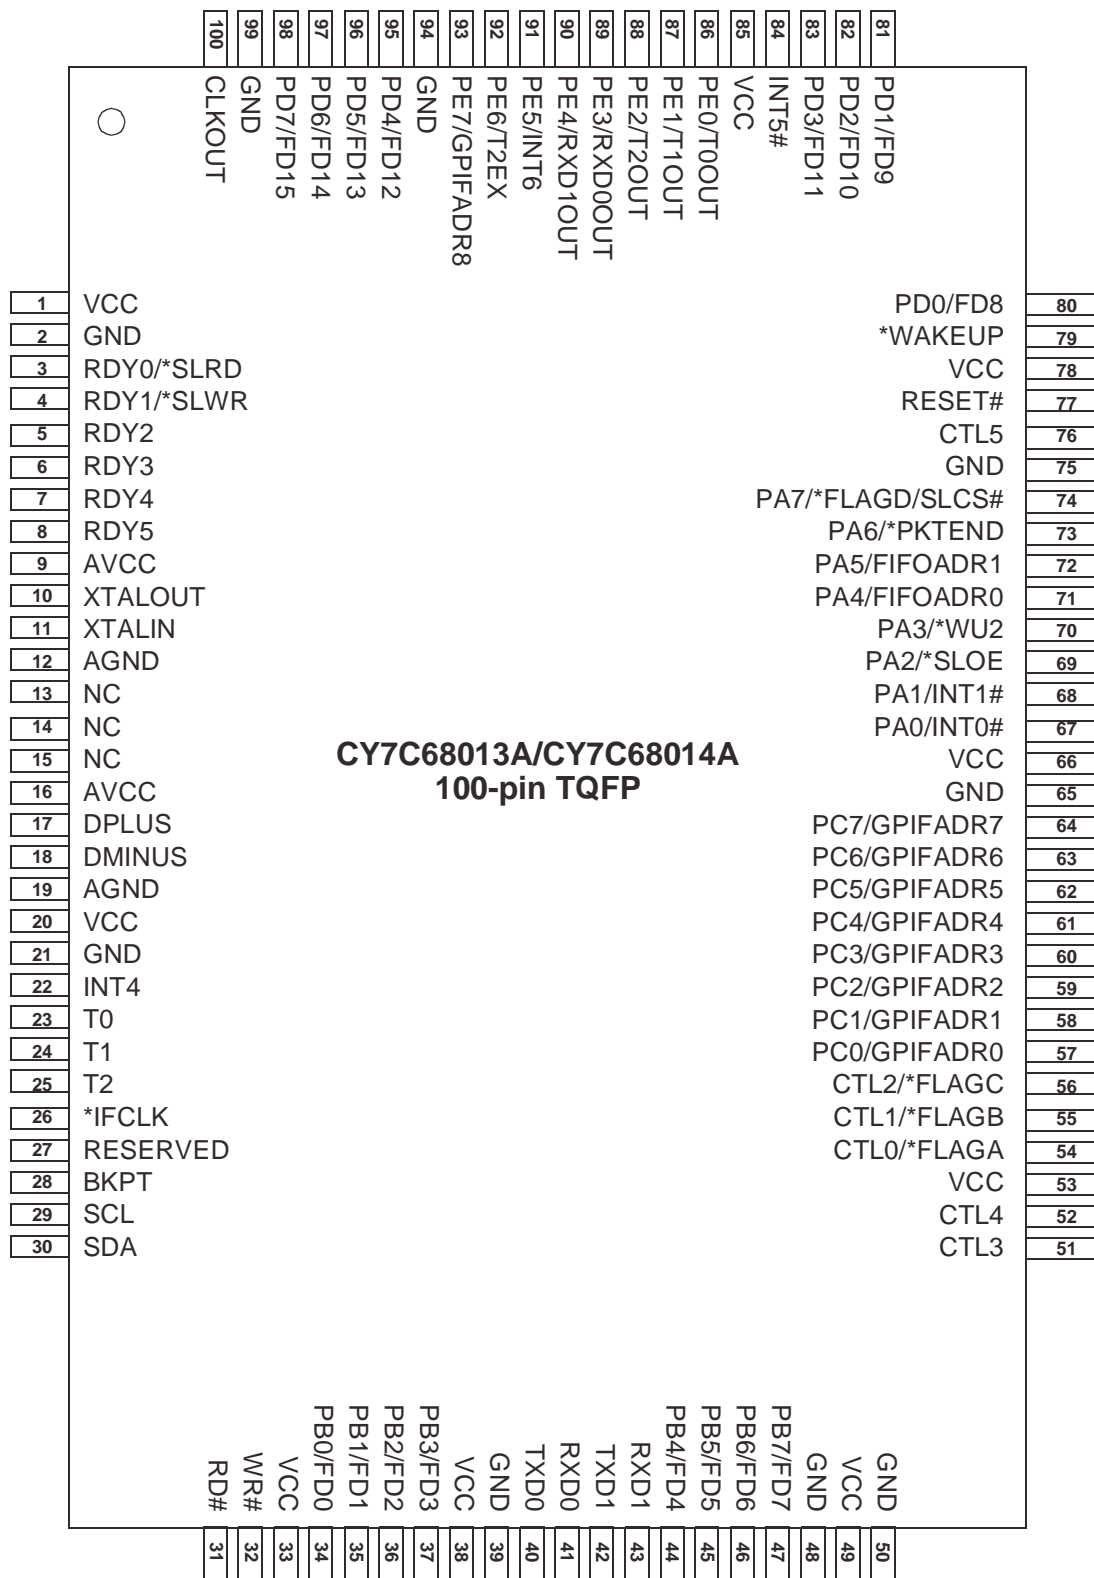 100 99 98 97 96 95 94 93 92 91 90 89 88 87 86 85 84 83 82 81
CLKOUT
GND
PD7/FD15
PD6/FD14
PD5/FD13
PD4/FD12
GND
PE7/GPIFADR8
PE6/T2EX
PE5/INT6
PE4/RXD1OUT
PE3/RXD0OUT
PE2/T2OUT
PE1/T1OUT
PE0/T0OUT
VCC
INT5#
PD3/FD11
PD2/FD10
PD1/FD9
1 VCC
2 GND
3 RDY0/*SLRD
4 RDY1/*SLWR
5 RDY2
6 RDY3
7 RDY4
8 RDY5
9 AVCC
10 XTALOUT
11 XTALIN
12 AGND
13 NC
14 NC
15 NC
16 AVCC
17 DPLUS
18 DMINUS
19 AGND
20 VCC
21 GND
22 INT4
23 T0
24 T1
25 T2
26 *IFCLK
27 RESERVED
28 BKPT
29 SCL
30 SDA
CY7C68013A/CY7C68014A
100-pin TQFP
PD0/FD8 80
*WAKEUP 79
VCC 78
RESET# 77
CTL5 76
GND 75
PA7/*FLAGD/SLCS# 74
PA6/*PKTEND 73
PA5/FIFOADR1 72
PA4/FIFOADR0 71
PA3/*WU2 70
PA2/*SLOE 69
PA1/INT1# 68
PA0/INT0# 67
VCC 66
GND 65
PC7/GPIFADR7 64
PC6/GPIFADR6 63
PC5/GPIFADR5 62
PC4/GPIFADR4 61
PC3/GPIFADR3 60
PC2/GPIFADR2 59
PC1/GPIFADR1 58
PC0/GPIFADR0 57
CTL2/*FLAGC 56
CTL1/*FLAGB 55
CTL0/*FLAGA 54
VCC 53
CTL4 52
CTL3 51
RD#
WR#
VCC
PB0/FD0
PB1/FD1
PB2/FD2
PB3/FD3
VCC
GND
TXD0
RXD0
TXD1
RXD1
PB4/FD4
PB5/FD5
PB6/FD6
PB7/FD7
GND
VCC
GND
31 32 33 34 35 36 37 38 39 40 41 42 43 44 45 46 47 48 49 50